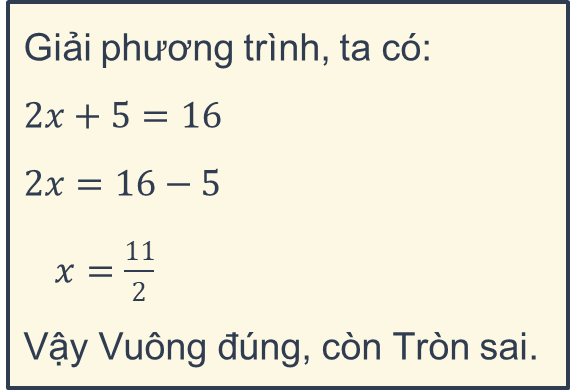 Giải phương trình, ta có:
2x + 5 = 16
2x = 16 − 5
x = 11/2
Vậy Vuông đúng, còn Tròn sai.